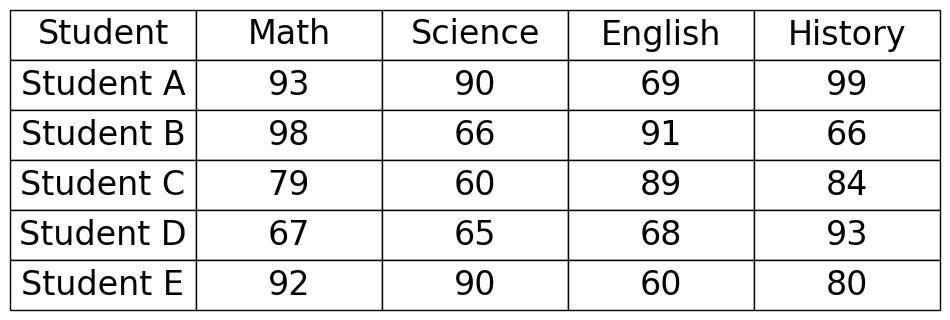 Student Math Science English History
Student A 93 90 69 99
Student B 98 66 91 66
Student C 79 60 89 84
Student D 67 65 68 93
Student E 92 90 60 80